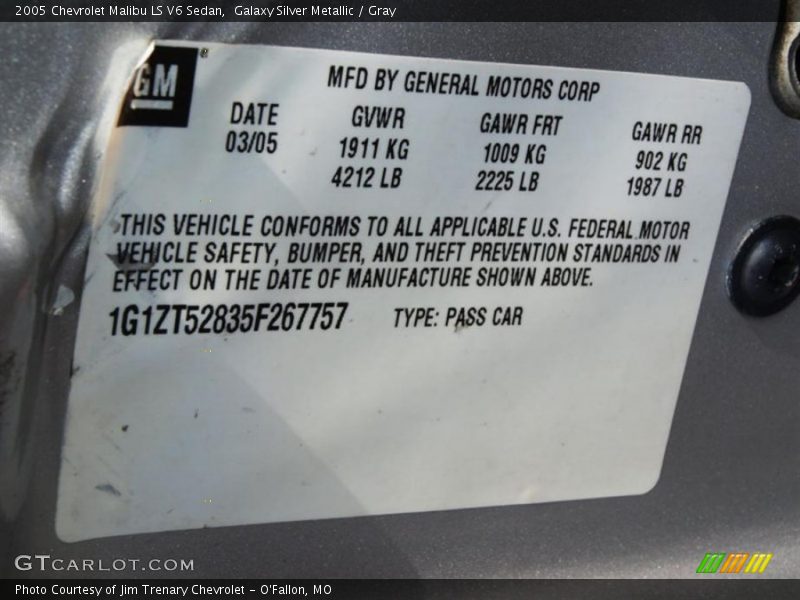 2005 Chevrolet Malibu LS V6 Sedan, Galaxy Silver Metallic / Gray
GM
MFD BY GENERAL MOTORS CORP
DATE GVWR GAWR FRT GAWR RR
03/05 1911 KG 1009 KG 902 KG
4212 LB 2225 LB 1987 LB
THIS VEHICLE CONFORMS TO ALL APPLICABLE U.S. FEDERAL MOTOR
VEHICLE SAFETY, BUMPER, AND THEFT PREVENTION STANDARDS IN
EFFECT ON THE DATE OF MANUFACTURE SHOWN ABOVE.
1G1ZT52835F267757 TYPE: PASS CAR
GTCARLOT.COM
Photo Courtesy of Jim Trenary Chevrolet - O'Fallon, MO